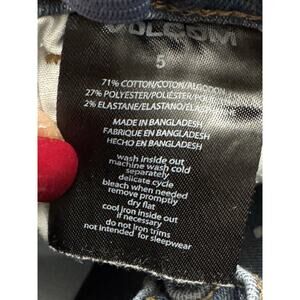 VOLCOM
5
71% COTTON/COTON/ALGODON
27% POLYESTER/POLIÉSTER/POLYESTER
2% ELASTANE/ELASTANO/ÉLASTHANNE
MADE IN BANGLADESH
FABRIQUE EN BANGLADESH
HECHO EN BANGLADESH
wash inside out
machine wash cold
separately
delicate cycle
bleach when needed
remove promptly
dry flat
cool iron inside out
if necessary
do not iron trims
not intended for sleepwear